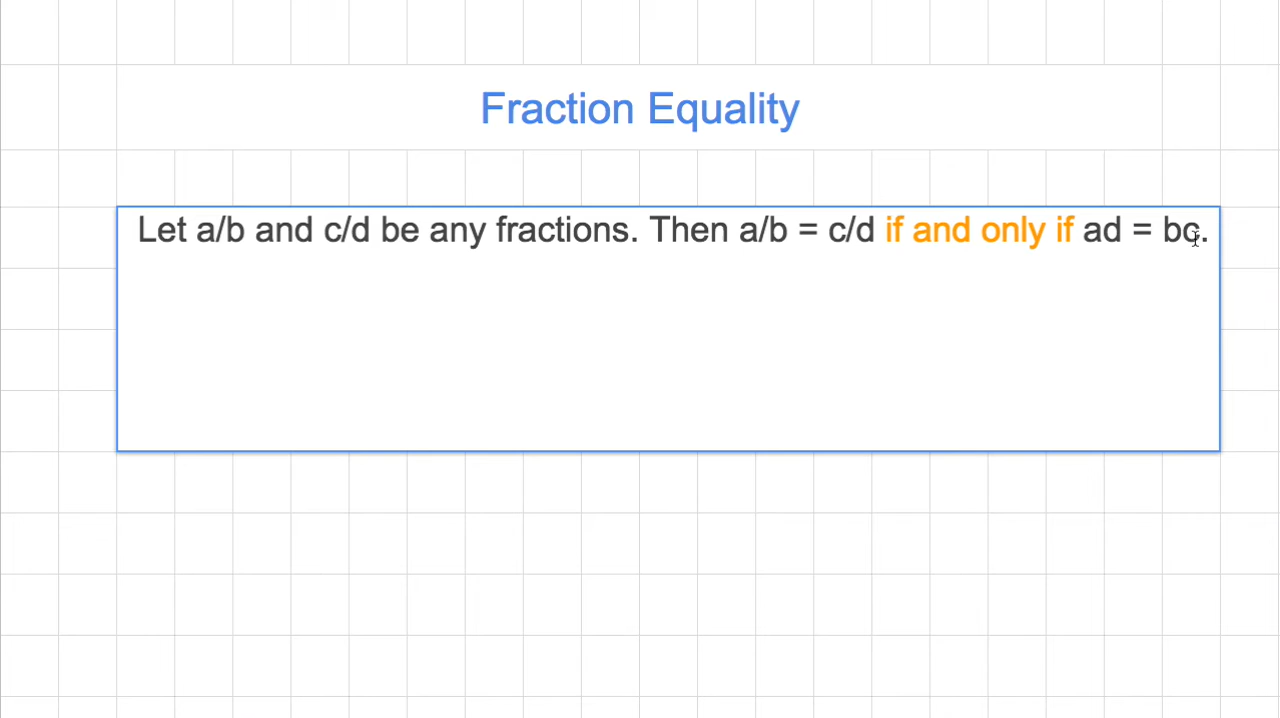 Fraction Equality
Let a/b and c/d be any fractions. Then a/b = c/d if and only if ad = bc.